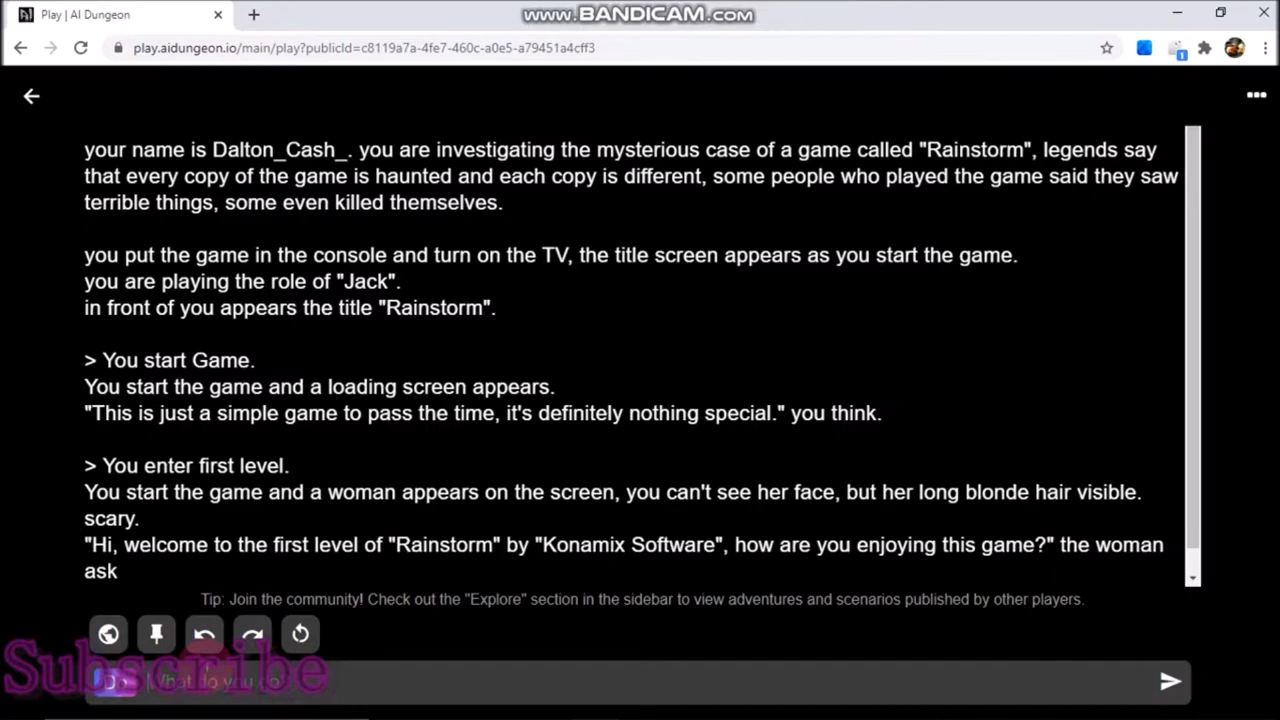 Play | AI Dungeon
www.BANDICAM.com
play.aidungeon.io/main/play?publicId=c8119a7a-4fe7-460c-a0e5-a79451a4cff3
1
your name is Dalton_Cash_. you are investigating the mysterious case of a game called "Rainstorm", legends say
that every copy of the game is haunted and each copy is different, some people who played the game said they saw
terrible things, some even killed themselves.
you put the game in the console and turn on the TV, the title screen appears as you start the game.
you are playing the role of "Jack".
in front of you appears the title "Rainstorm".
> You start Game.
You start the game and a loading screen appears.
"This is just a simple game to pass the time, it's definitely nothing special." you think.
> You enter first level.
You start the game and a woman appears on the screen, you can't see her face, but her long blonde hair visible.
scary.
"Hi, welcome to the first level of "Rainstorm" by "Konamix Software", how are you enjoying this game?" the woman
ask
Tip: Join the community! Check out the "Explore" section in the sidebar to view adventures and scenarios published by other players.
Subscribe
Do What do you do